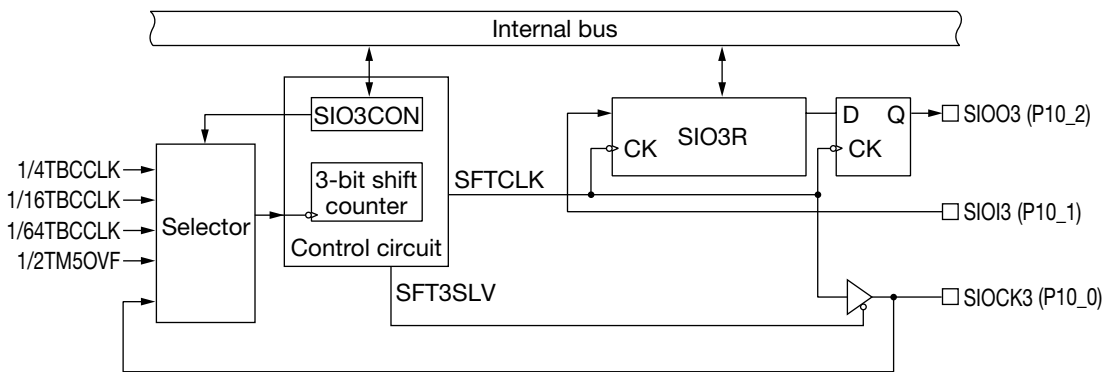 Internal bus
SIO3CON
SIO3R
D Q
SIOO3 (P10_2)
CK
CK
1/4TBCCLK
1/16TBCCLK
1/64TBCCLK
1/2TM5OVF
Selector
3-bit shift
counter
SFTCLK
SIOI3 (P10_1)
Control circuit
SFT3SLV
SIOCK3 (P10_0)